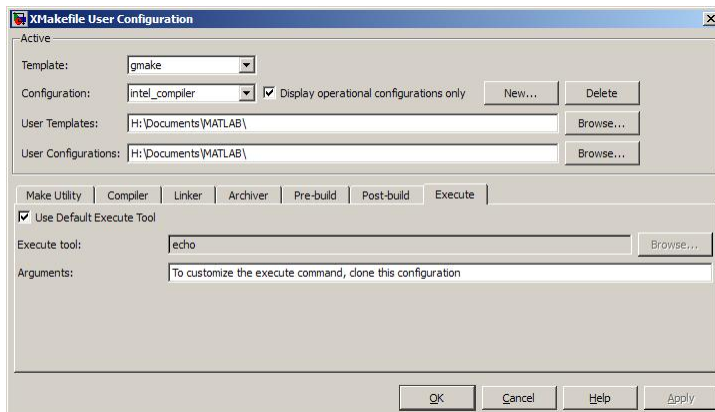 XMakefile User Configuration
Active
Template: gmake
Configuration: intel_compiler Display operational configurations only New... Delete
User Templates: H:\Documents\MATLAB\ Browse...
User Configurations: H:\Documents\MATLAB\ Browse...
Make Utility Compiler Linker Archiver Pre-build Post-build Execute
Use Default Execute Tool
Execute tool: echo Browse...
Arguments: To customize the execute command, clone this configuration
OK Cancel Help Apply